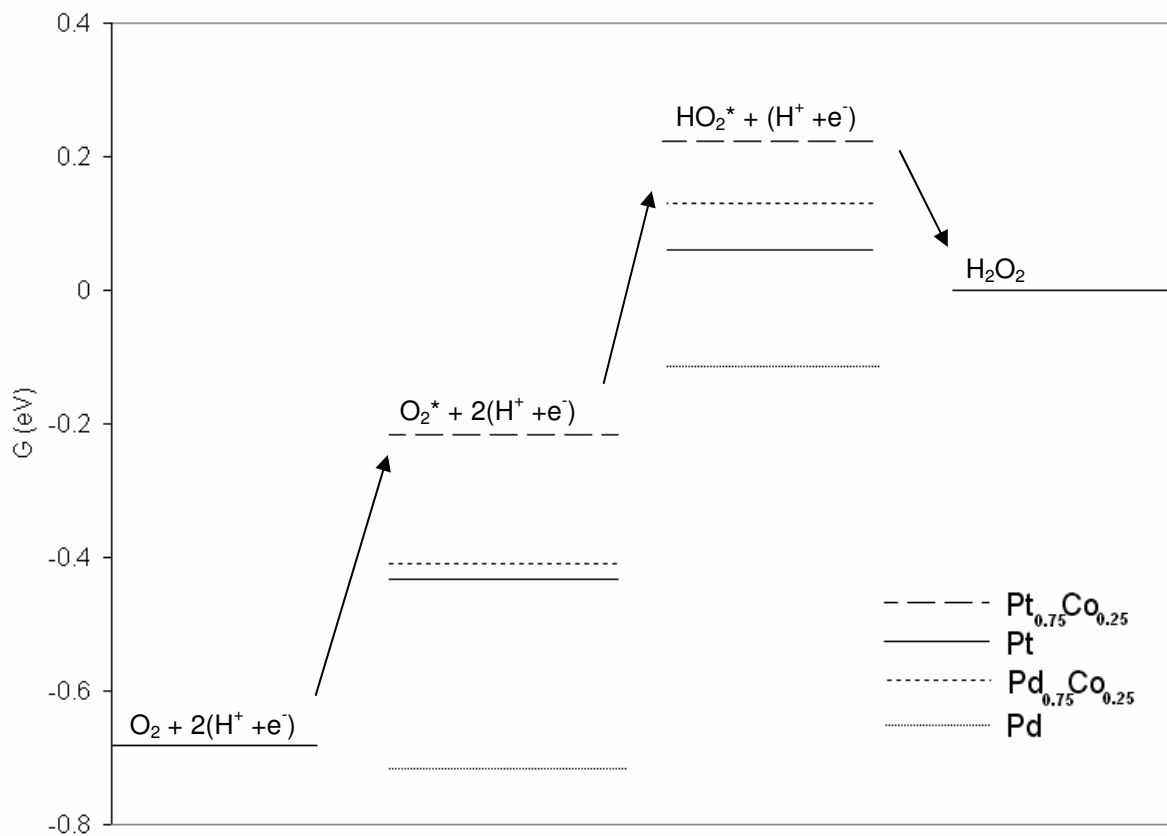 0.4
0.2
0
-0.2
-0.4
-0.6
-0.8
G (eV)
O₂ + 2(H⁺ +e⁻)
O₂* + 2(H⁺ +e⁻)
HO₂* + (H⁺ +e⁻)
H₂O₂
Pt₀.₇₅Co₀.₂₅
Pt
Pd₀.₇₅Co₀.₂₅
Pd